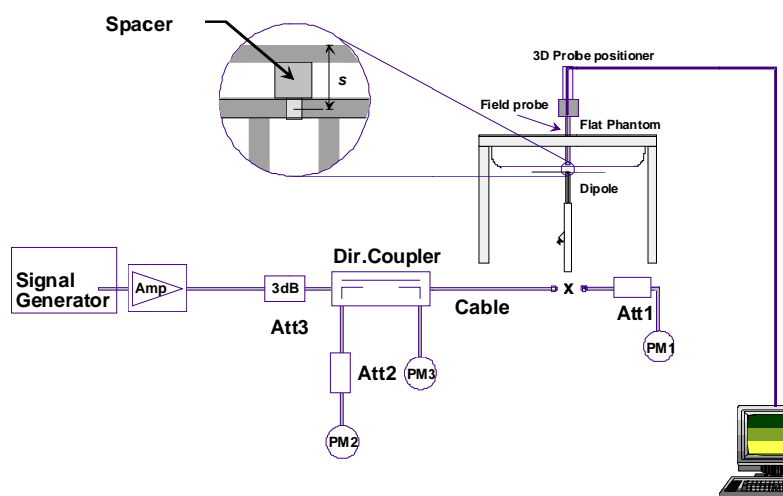 Spacer
s
3D Probe positioner
Field probe
Flat Phantom
Dipole
Signal
Generator
Amp
3dB
Att3
Dir.Coupler
Cable
x
Att1
PM1
Att2
PM3
PM2